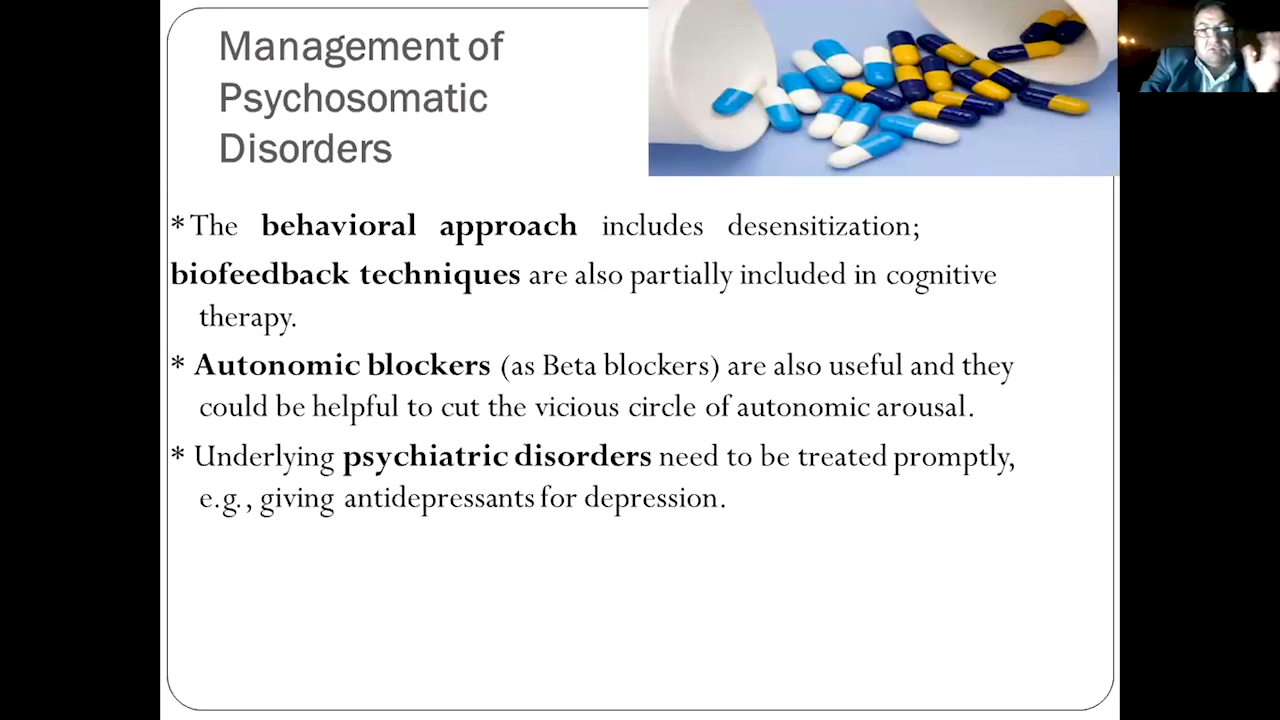 Management of
Psychosomatic
Disorders
* The behavioral approach includes desensitization;
biofeedback techniques are also partially included in cognitive
therapy.
* Autonomic blockers (as Beta blockers) are also useful and they
could be helpful to cut the vicious circle of autonomic arousal.
* Underlying psychiatric disorders need to be treated promptly,
e.g., giving antidepressants for depression.